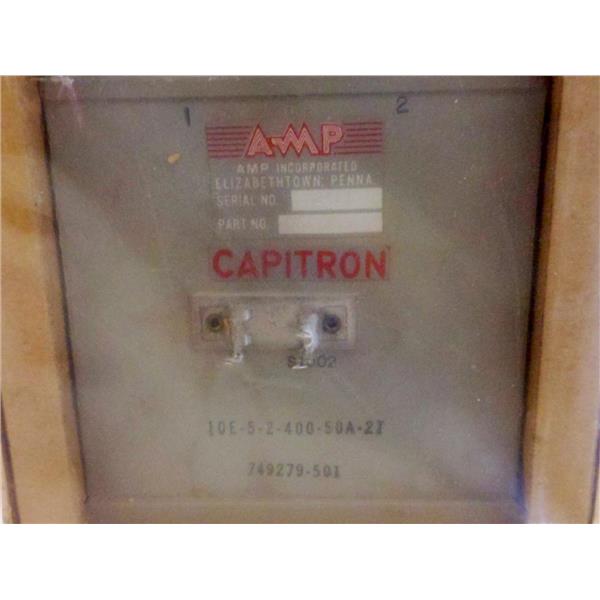 1 2
A-MP
AMP INCORPORATED
ELIZABETHTOWN, PENNA.
SERIAL NO.
PART NO.
CAPITRON
10E-5-2-400-50A-2I
749279-501